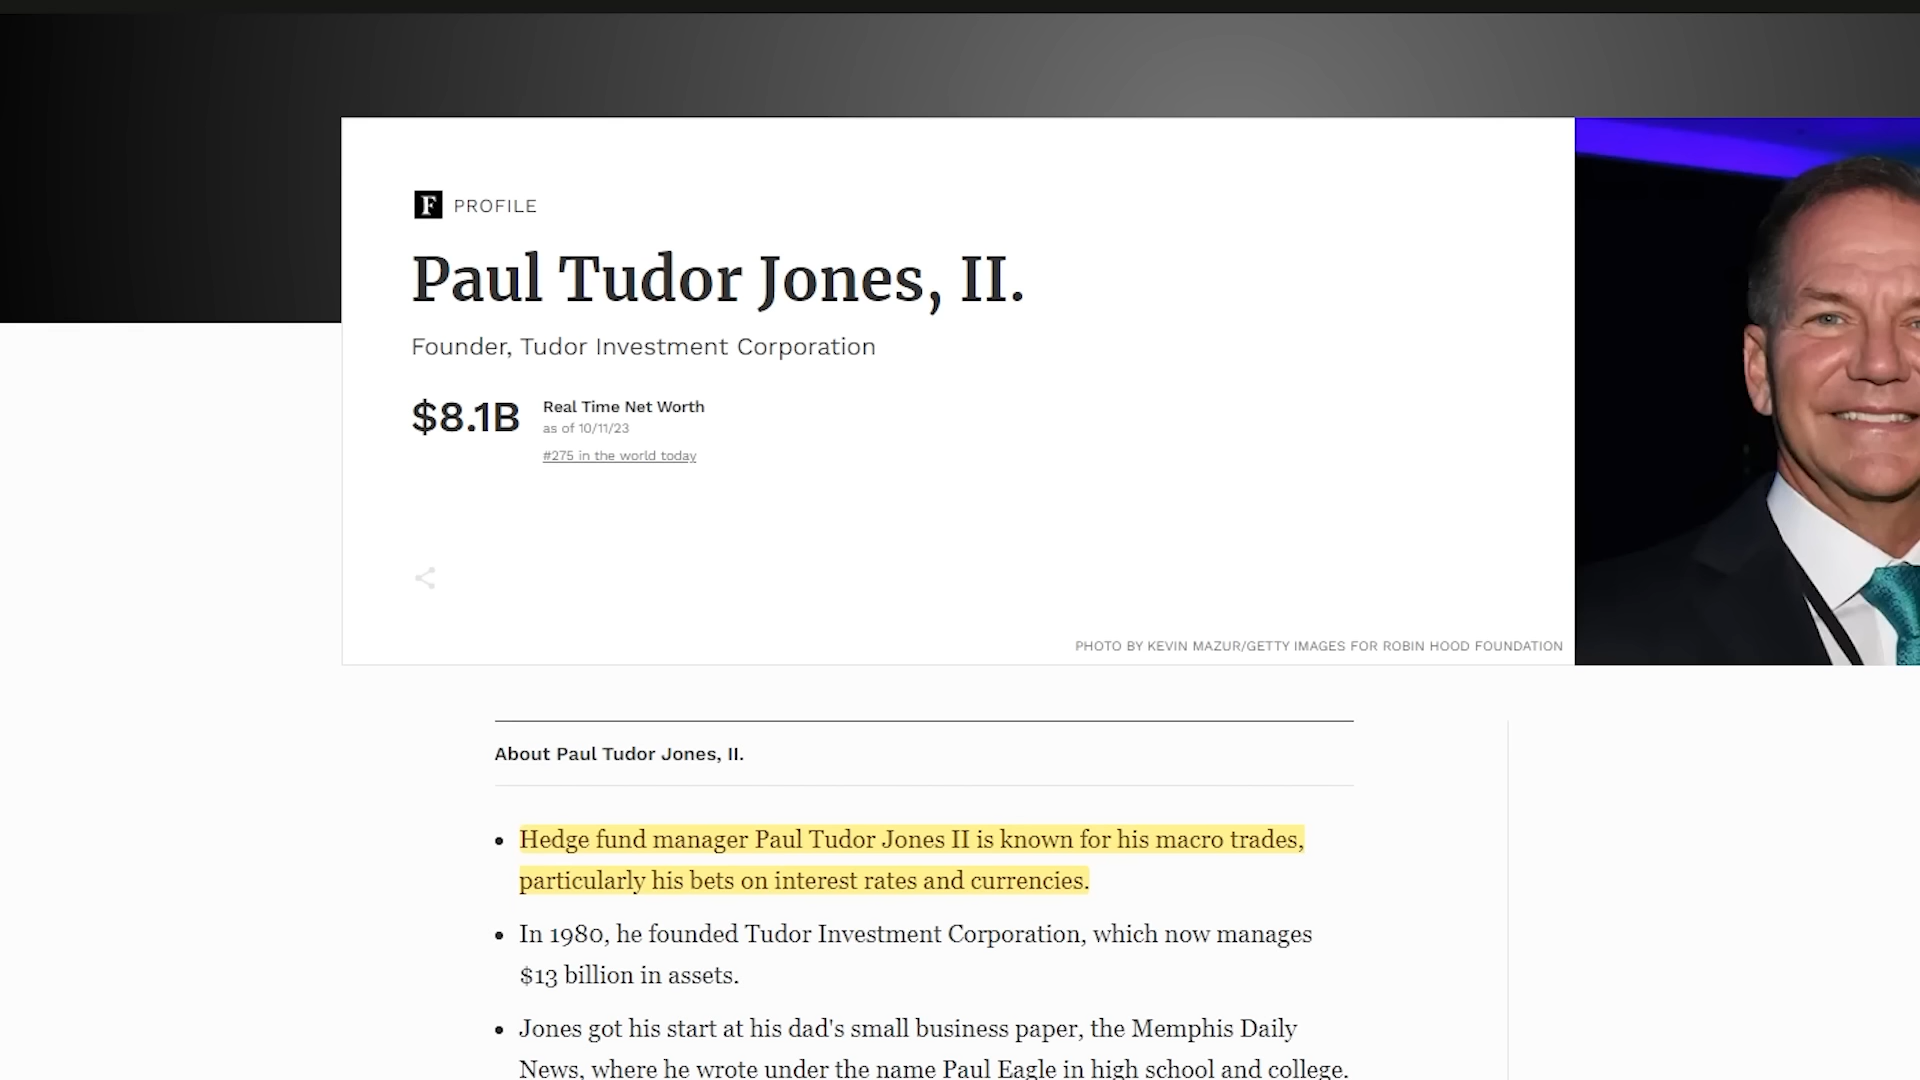 F PROFILE
Paul Tudor Jones, II.
Founder, Tudor Investment Corporation
$8.1B
Real Time Net Worth
as of 10/11/23
#275 in the world today
PHOTO BY KEVIN MAZUR/GETTY IMAGES FOR ROBIN HOOD FOUNDATION
About Paul Tudor Jones, II.
• Hedge fund manager Paul Tudor Jones II is known for his macro trades,
particularly his bets on interest rates and currencies.
• In 1980, he founded Tudor Investment Corporation, which now manages
$13 billion in assets.
• Jones got his start at his dad's small business paper, the Memphis Daily
News, where he wrote under the name Paul Eagle in high school and college.